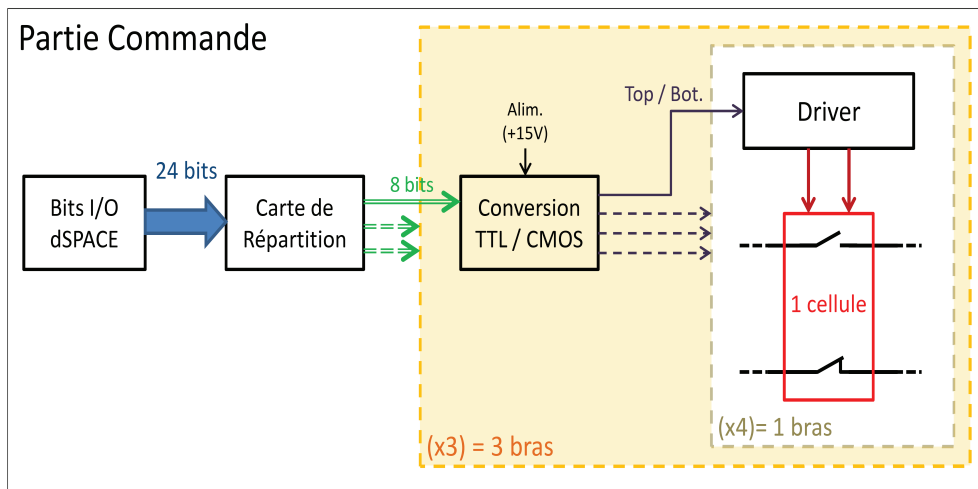 Partie Commande
Bits I/O
dSPACE
24 bits
Carte de
Répartition
8 bits
Alim.
(+15V)
Conversion
TTL / CMOS
Top / Bot.
Driver
1 cellule
(x4)= 1 bras
(x3) = 3 bras